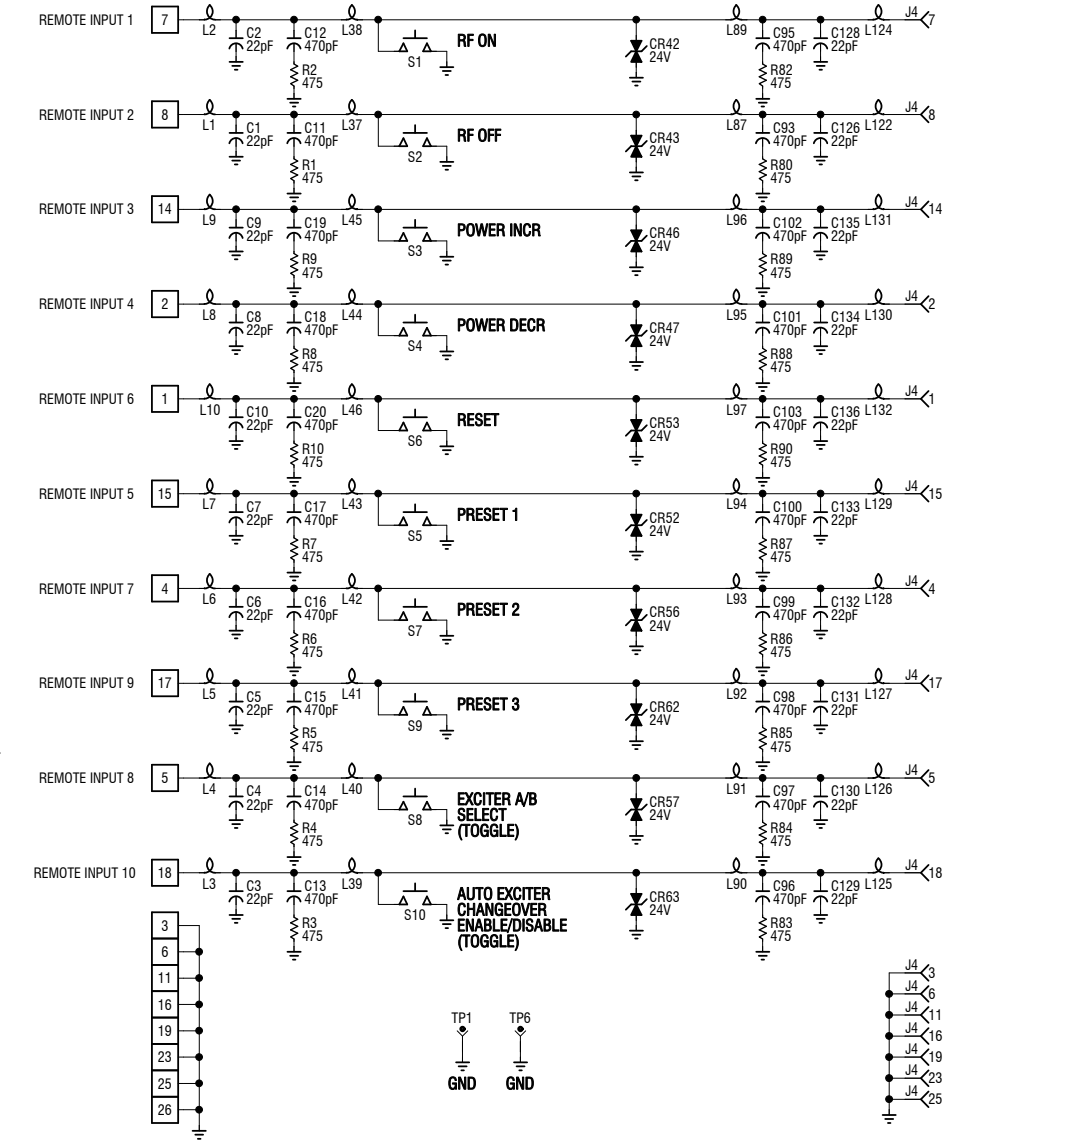 REMOTE INPUT 1 7 L2 C2 22pF C12 470pF R2 475 L38 S1 RF ON CR42 24V L89 C95 470pF R82 475 C128 22pF L124 J4 7
REMOTE INPUT 2 8 L1 C1 22pF C11 470pF R1 475 L37 S2 RF OFF CR43 24V L87 C93 470pF R80 475 C126 22pF L122 J4 8
REMOTE INPUT 3 14 L9 C9 22pF C19 470pF R9 475 L45 S3 POWER INCR CR46 24V L96 C102 470pF R89 475 C135 22pF L131 J4 14
REMOTE INPUT 4 2 L8 C8 22pF C18 470pF R8 475 L44 S4 POWER DECR CR47 24V L95 C101 470pF R88 475 C134 22pF L130 J4 2
REMOTE INPUT 6 1 L10 C10 22pF C20 470pF R10 475 L46 S6 RESET CR53 24V L97 C103 470pF R90 475 C136 22pF L132 J4 1
REMOTE INPUT 5 15 L7 C7 22pF C17 470pF R7 475 L43 S5 PRESET 1 CR52 24V L94 C100 470pF R87 475 C133 22pF L129 J4 15
REMOTE INPUT 7 4 L6 C6 22pF C16 470pF R6 475 L42 S7 PRESET 2 CR56 24V L93 C99 470pF R86 475 C132 22pF L128 J4 4
REMOTE INPUT 9 17 L5 C5 22pF C15 470pF R5 475 L41 S9 PRESET 3 CR62 24V L92 C98 470pF R85 475 C131 22pF L127 J4 17
REMOTE INPUT 8 5 L4 C4 22pF C14 470pF R4 475 L40 S8 EXCITER A/B SELECT (TOGGLE) CR57 24V L91 C97 470pF R84 475 C130 22pF L126 J4 5
REMOTE INPUT 10 18 L3 C3 22pF C13 470pF R3 475 L39 S10 AUTO EXCITER CHANGEOVER ENABLE/DISABLE (TOGGLE) CR63 24V L90 C96 470pF R83 475 C129 22pF L125 J4 18
3
6
11
16
19
23
25
26
TP1 TP6
GND GND
J4 3
J4 6
J4 11
J4 16
J4 19
J4 23
J4 25